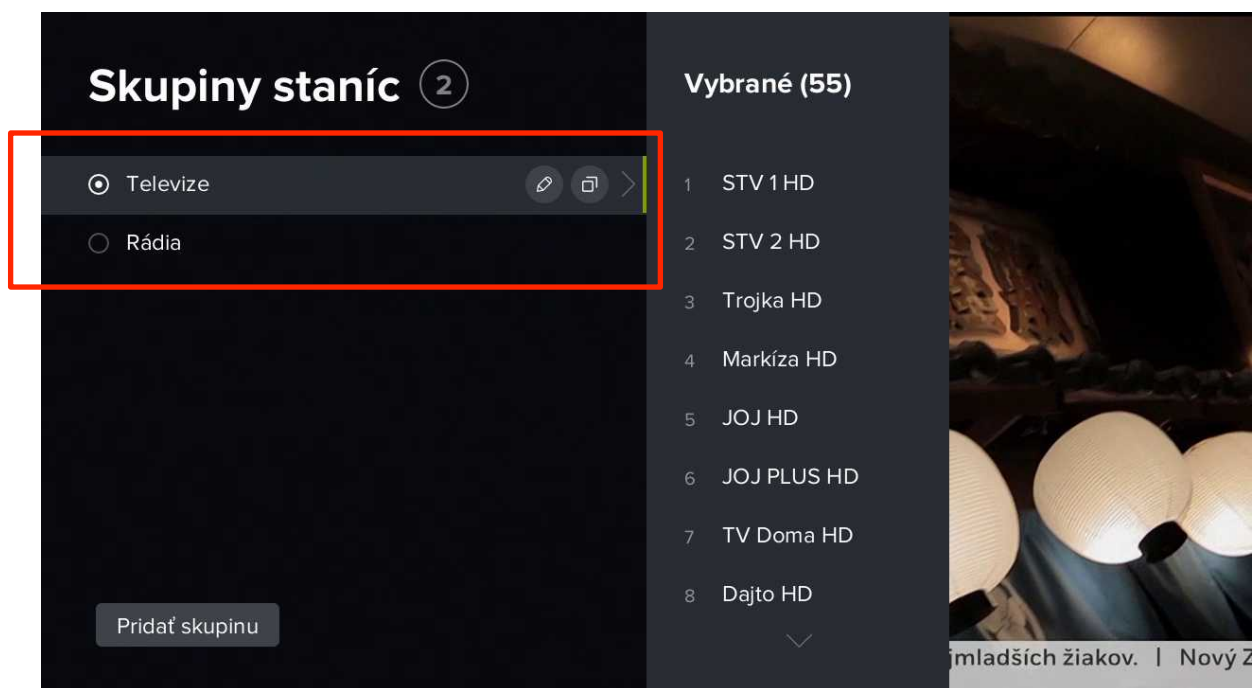 Skupiny staníc 2
Televize
Rádia
Pridať skupinu
Vybrané (55)
1 STV 1 HD
2 STV 2 HD
3 Trojka HD
4 Markíza HD
5 JOJ HD
6 JOJ PLUS HD
7 TV Doma HD
8 Dajto HD
jmladších žiakov. | Nový Z